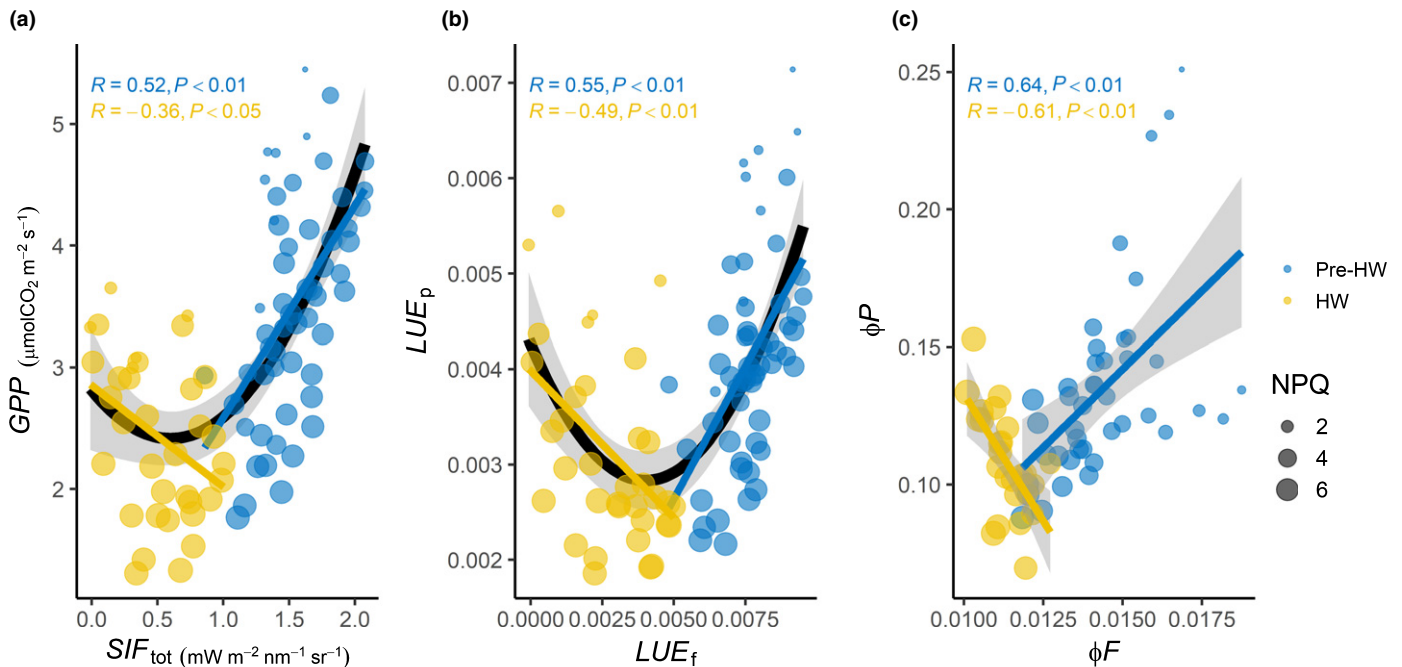 (a)
R = 0.52, P < 0.01
R = −0.36, P < 0.05
GPP (μmolCO₂ m⁻² s⁻¹)
5
4
3
2
0.0 0.5 1.0 1.5 2.0
SIFtot (mW m⁻² nm⁻¹ sr⁻¹)
(b)
R = 0.55, P < 0.01
R = −0.49, P < 0.01
LUEp
0.007
0.006
0.005
0.004
0.003
0.002
0.0000 0.0025 0.0050 0.0075
LUEf
(c)
R = 0.64, P < 0.01
R = −0.61, P < 0.01
ϕP
0.25
0.20
0.15
0.10
0.0100 0.0125 0.0150 0.0175
ϕF
Pre-HW
HW
NPQ
2
4
6